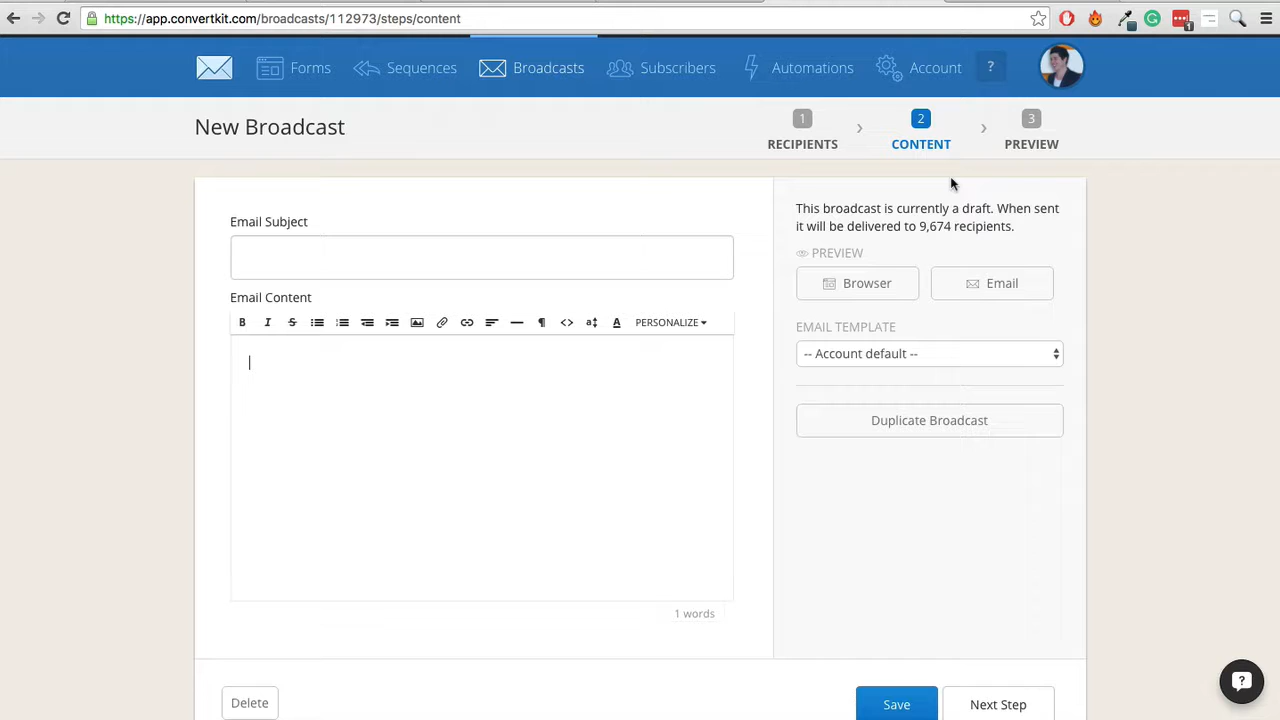 https://app.convertkit.com/broadcasts/112973/steps/content
1
Forms
Sequences
Broadcasts
Subscribers
Automations
Account
?
New Broadcast
1
RECIPIENTS
2
CONTENT
3
PREVIEW
Email Subject
Email Content
B I S PERSONALIZE
1 words
This broadcast is currently a draft. When sent
it will be delivered to 9,674 recipients.
PREVIEW
Browser
Email
EMAIL TEMPLATE
-- Account default --
Duplicate Broadcast
Delete
Save
Next Step